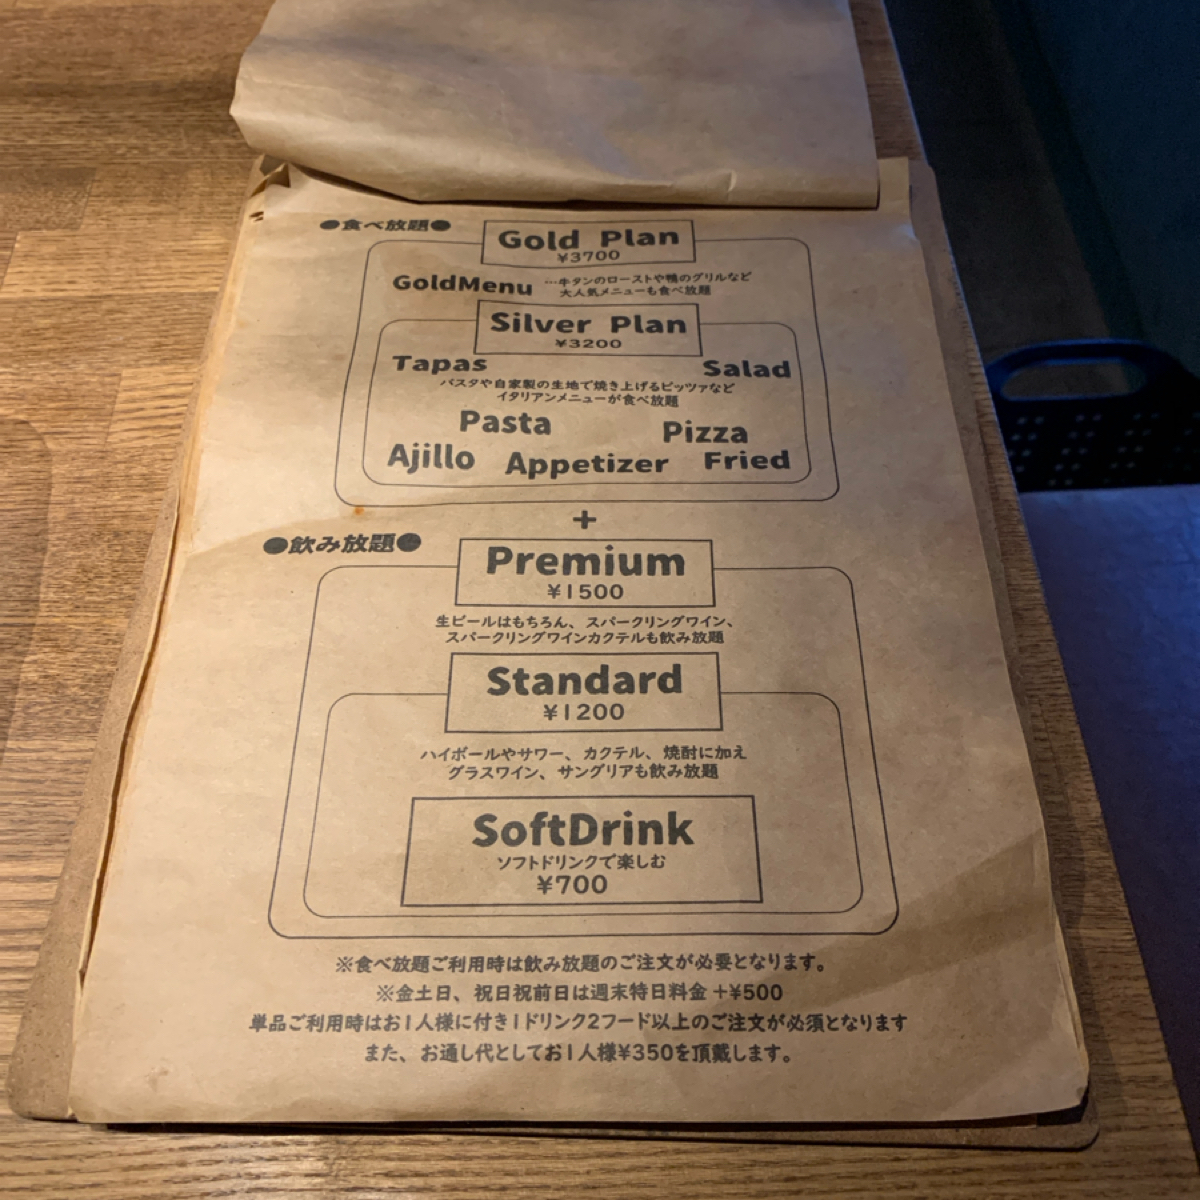 ●食べ放題●
Gold Plan
¥3700
GoldMenu …牛タンのローストや鴨のグリルなど
大人気メニューも食べ放題
Silver Plan
¥3200
Tapas Salad
パスタや自家製の生地で焼き上げるピッツァなど
イタリアンメニューが食べ放題
Pasta Pizza
Ajillo Appetizer Fried
+
●飲み放題●
Premium
¥1500
生ビールはもちろん、スパークリングワイン、
スパークリングワインカクテルも飲み放題
Standard
¥1200
ハイボールやサワー、カクテル、焼酎に加え
グラスワイン、サングリアも飲み放題
SoftDrink
ソフトドリンクで楽しむ
¥700
※食べ放題ご利用時は飲み放題のご注文が必要となります。
※金土日、祝日祝前日は週末特日料金+¥500
単品ご利用時はお1人様に付き1ドリンク2フード以上のご注文が必須となります
また、お通し代としてお1人様¥350を頂戴します。